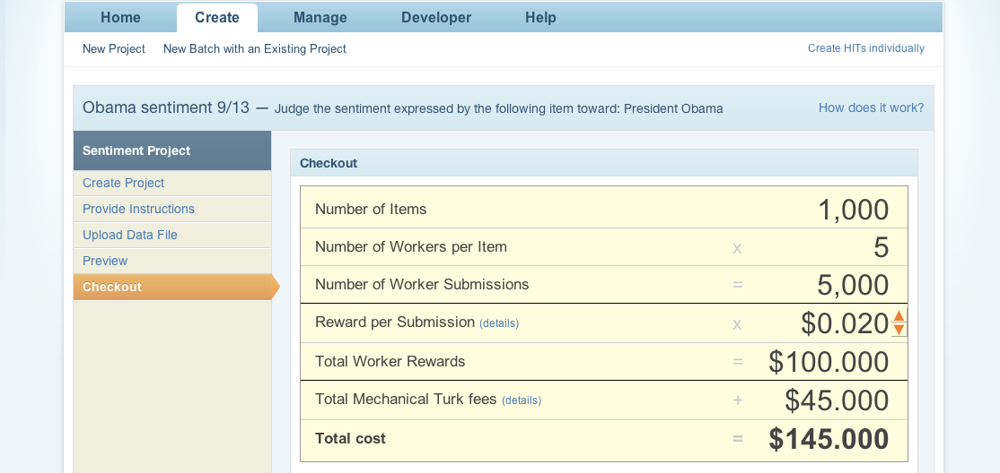 Home Create Manage Developer Help
New Project New Batch with an Existing Project Create HITs individually
Obama sentiment 9/13 — Judge the sentiment expressed by the following item toward: President Obama How does it work?
Sentiment Project
Create Project
Provide Instructions
Upload Data File
Preview
Checkout
Checkout
Number of Items 1,000
Number of Workers per Item x 5
Number of Worker Submissions = 5,000
Reward per Submission (details) x $0.020
Total Worker Rewards = $100.000
Total Mechanical Turk fees (details) + $45.000
Total cost = $145.000